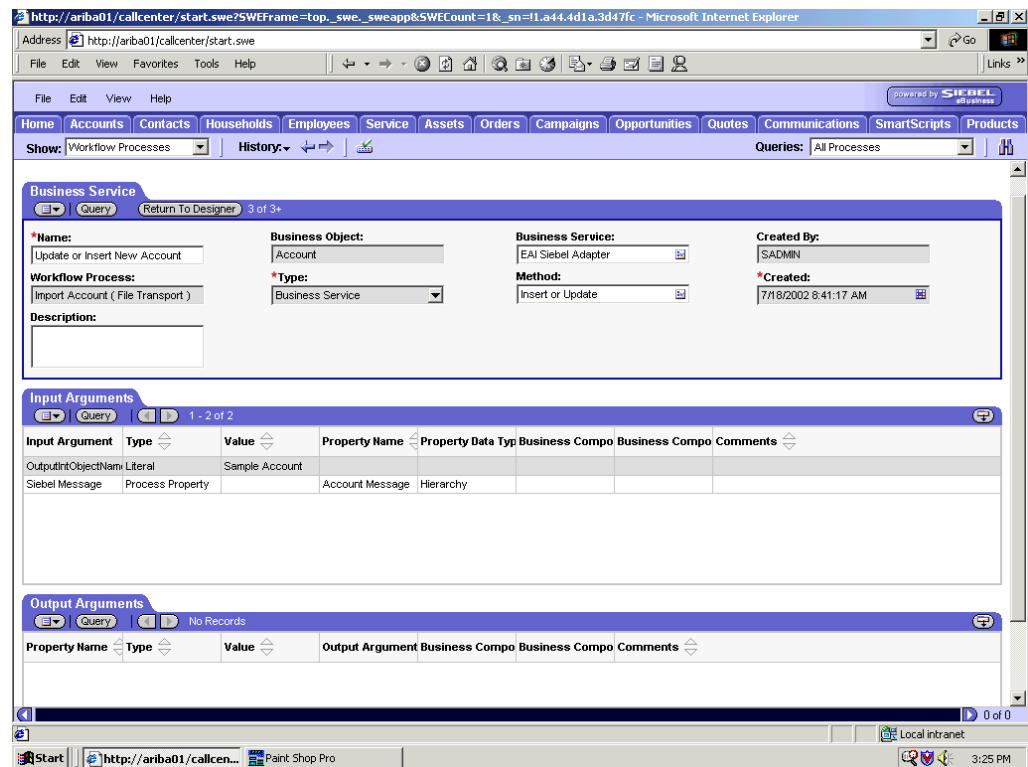 http://ariba01/callcenter/start.swe?SWEFrame=top._swe._sweapp&SWECount=1&_sn=!1.a44.4d1a.3d47fc - Microsoft Internet Explorer
Address http://ariba01/callcenter/start.swe Go
File Edit View Favorites Tools Help Links »
File Edit View Help powered by SIEBEL eBusiness
Home Accounts Contacts Households Employees Service Assets Orders Campaigns Opportunities Quotes Communications SmartScripts Products
Show: Workflow Processes History: Queries: All Processes
Business Service
Query Return To Designer 3 of 3+
*Name: Business Object: Business Service: Created By:
Update or Insert New Account Account EAI Siebel Adapter SADMIN
Workflow Process: *Type: Method: *Created:
Import Account ( File Transport ) Business Service Insert or Update 7/18/2002 8:41:17 AM
Description:
Input Arguments
Query 1 - 2 of 2
Input Argument Type Value Property Name Property Data Typ Business Compo Business Compo Comments
OutputIntObjectNam Literal Sample Account
Siebel Message Process Property Account Message Hierarchy
Output Arguments
Query No Records
Property Name Type Value Output Argument Business Compo Business Compo Comments
0 of 0
Local intranet
Start http://ariba01/callcen... Paint Shop Pro 3:25 PM